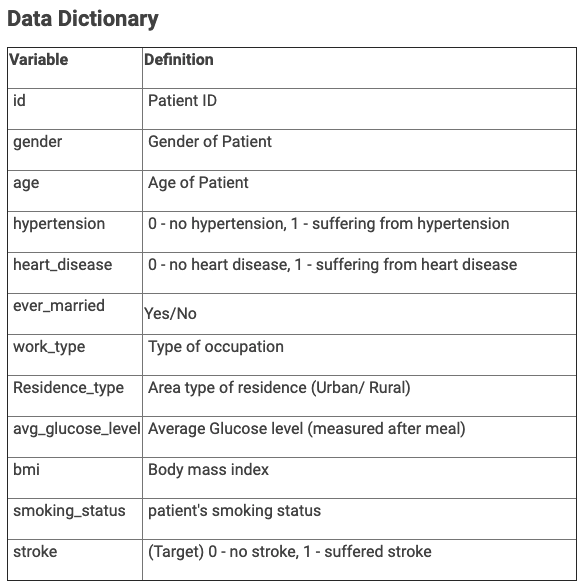 Data Dictionary
Variable Definition
id Patient ID
gender Gender of Patient
age Age of Patient
hypertension 0 - no hypertension, 1 - suffering from hypertension
heart_disease 0 - no heart disease, 1 - suffering from heart disease
ever_married Yes/No
work_type Type of occupation
Residence_type Area type of residence (Urban/ Rural)
avg_glucose_level Average Glucose level (measured after meal)
bmi Body mass index
smoking_status patient's smoking status
stroke (Target) 0 - no stroke, 1 - suffered stroke